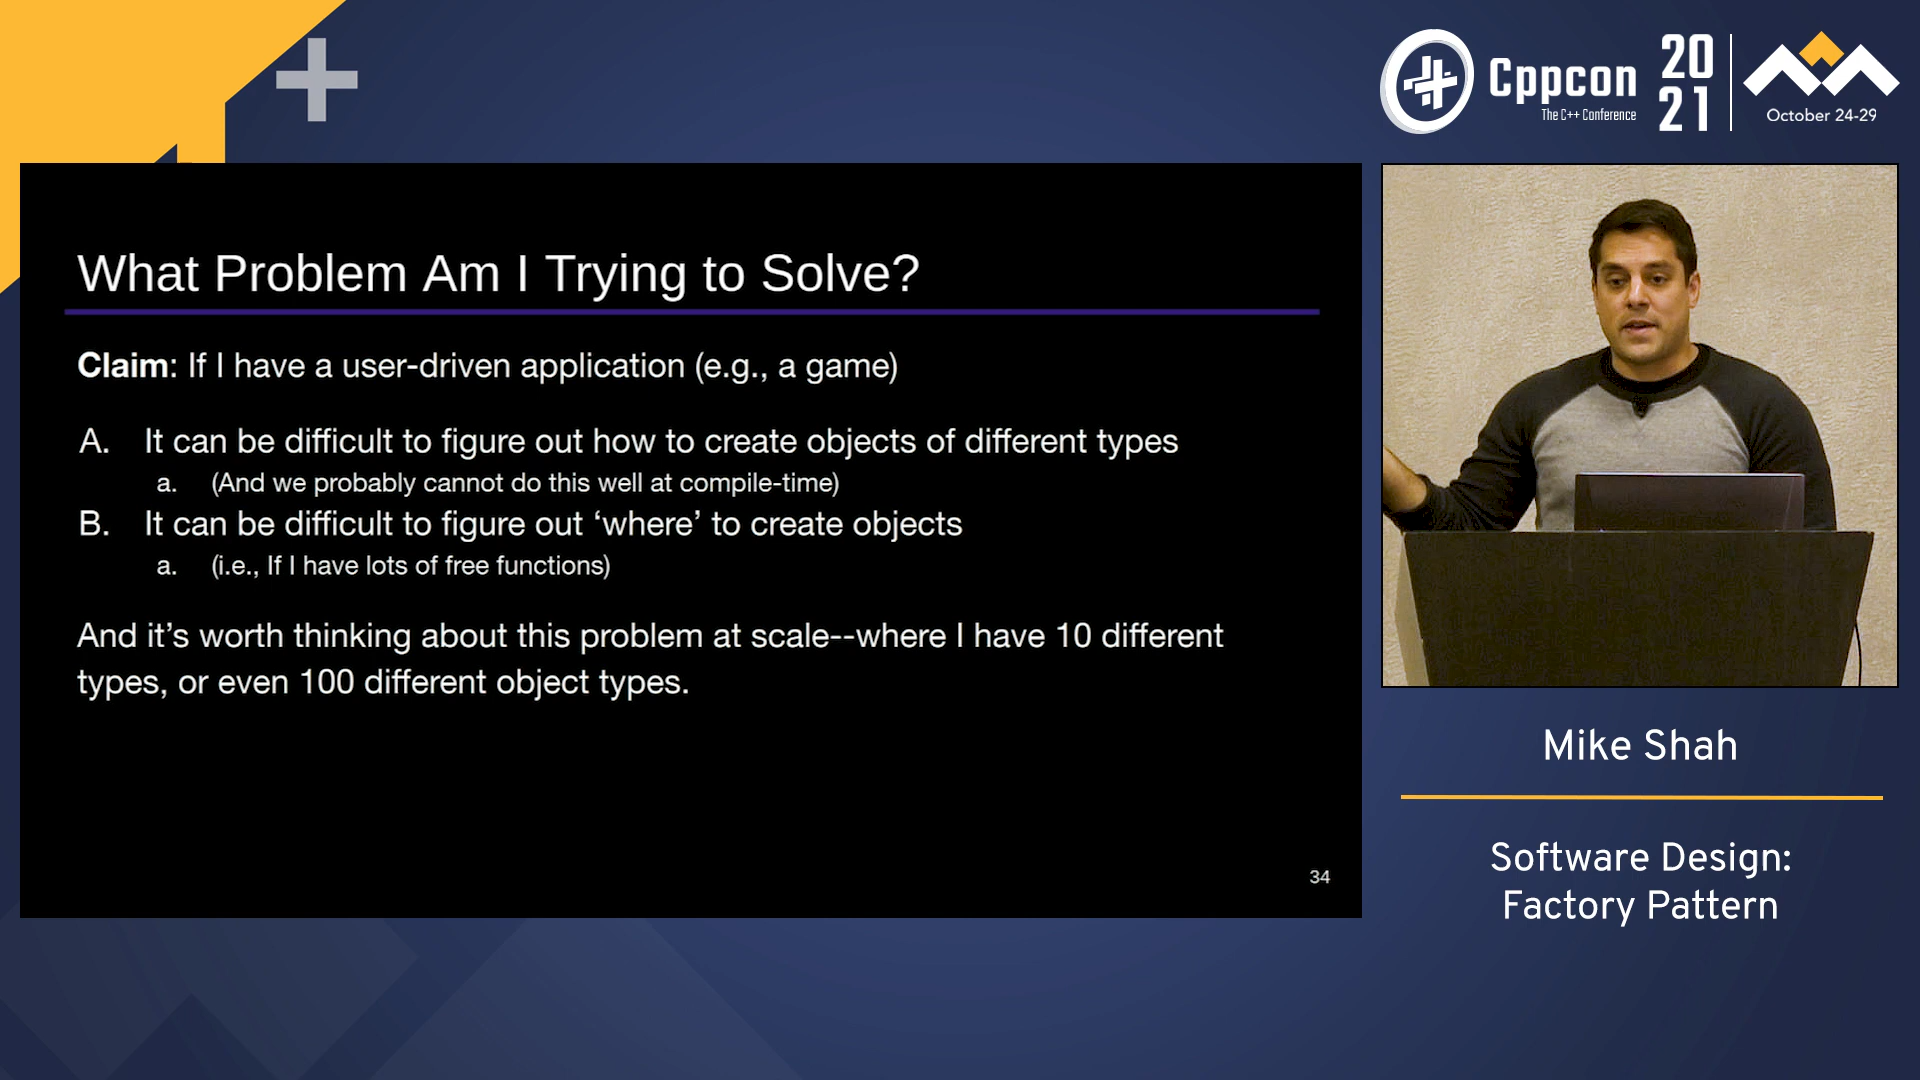 Cppcon
The C++ Conference
20
21
October 24-29
What Problem Am I Trying to Solve?
Claim: If I have a user-driven application (e.g., a game)
A. It can be difficult to figure out how to create objects of different types
a. (And we probably cannot do this well at compile-time)
B. It can be difficult to figure out ‘where’ to create objects
a. (i.e., If I have lots of free functions)
And it’s worth thinking about this problem at scale--where I have 10 different
types, or even 100 different object types.
34
Mike Shah
Software Design:
Factory Pattern